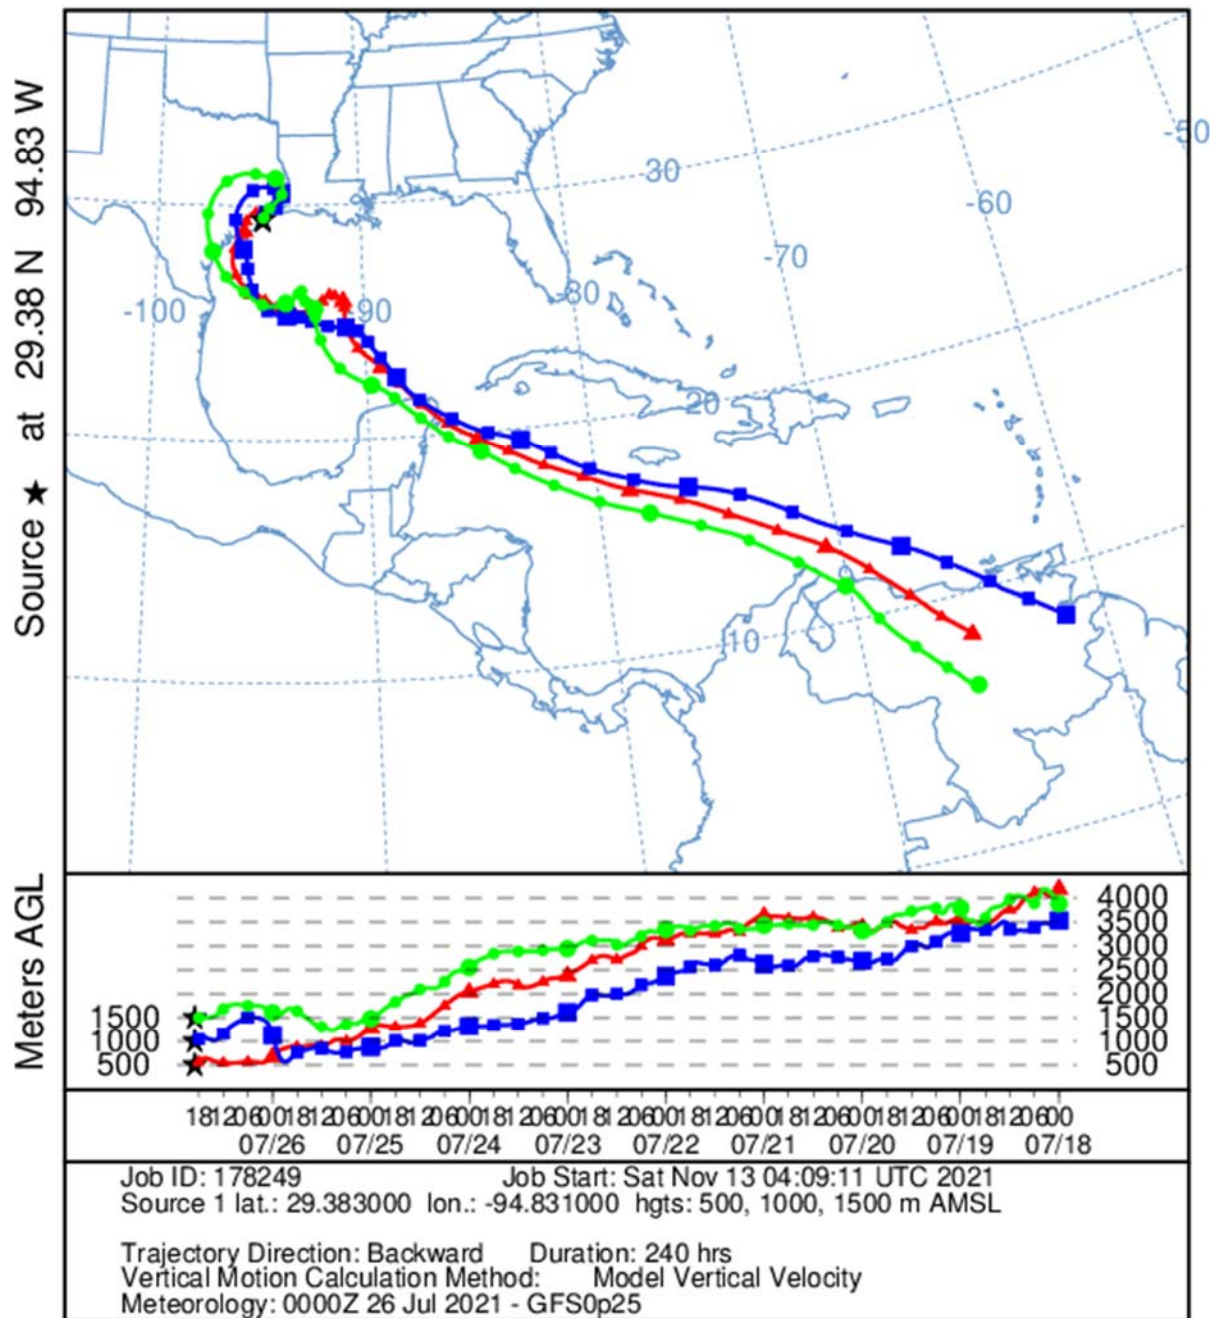 Source ★ at 29.38 N 94.83 W
-50
30
-60
-70
-80
-100
-90
20
10
Meters AGL
4000
3500
3000
2500
2000
1500
1000
500
1500
1000
500
07/26 07/25 07/24 07/23 07/22 07/21 07/20 07/19 07/18
Job ID: 178249 Job Start: Sat Nov 13 04:09:11 UTC 2021
Source 1 lat.: 29.383000 lon.: -94.831000 hgts: 500, 1000, 1500 m AMSL
Trajectory Direction: Backward Duration: 240 hrs
Vertical Motion Calculation Method: Model Vertical Velocity
Meteorology: 0000Z 26 Jul 2021 - GFS0p25